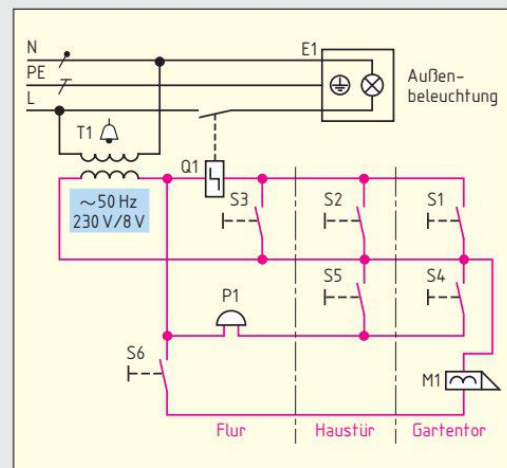 N
E1
PE
Außen-
beleuchtung
L
T1
Q1
~50 Hz
230 V/8 V
S3
S2
S1
P1
S5
S4
S6
M1
Flur
Haustür
Gartentor